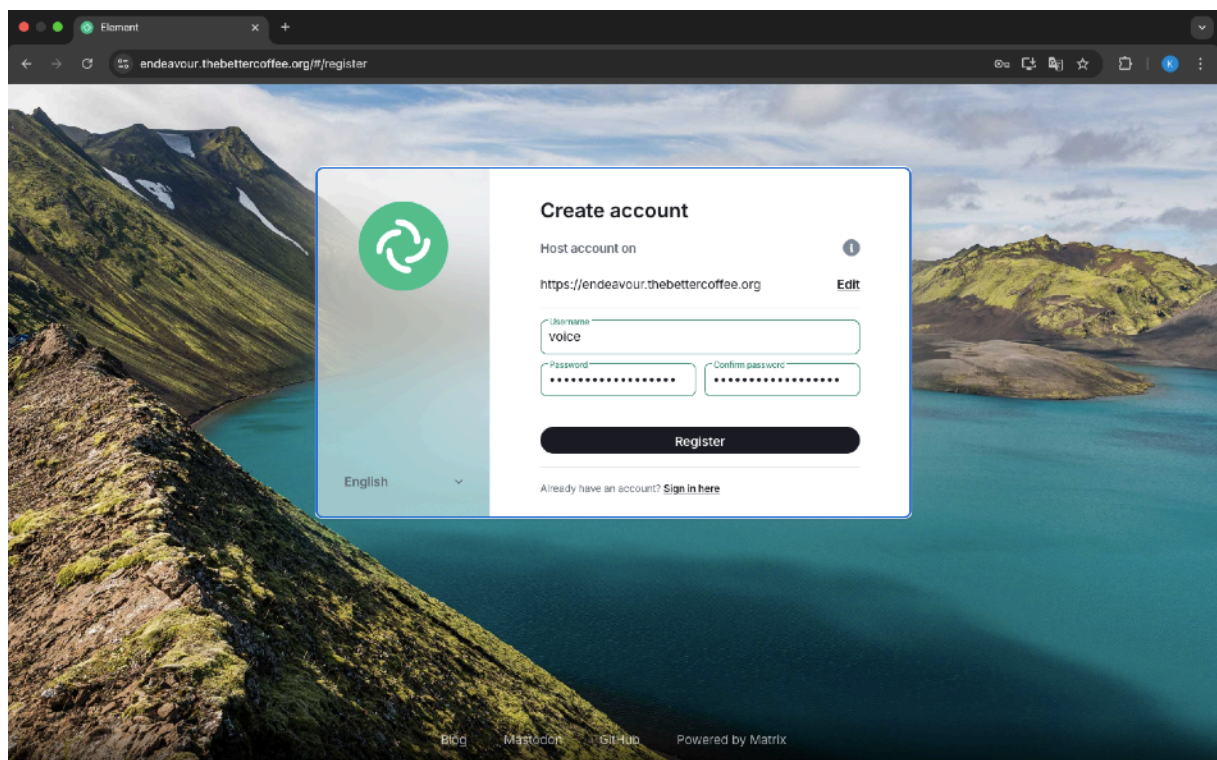 Element
endeavour.thebettercoffee.org/#/register
K
Create account
Host account on
https://endeavour.thebettercoffee.org Edit
Username
voice
Password Confirm password
•••••••••••••••••• ••••••••••••••••••
Register
English
Already have an account? Sign in here
Blog Mastodon GitHub Powered by Matrix